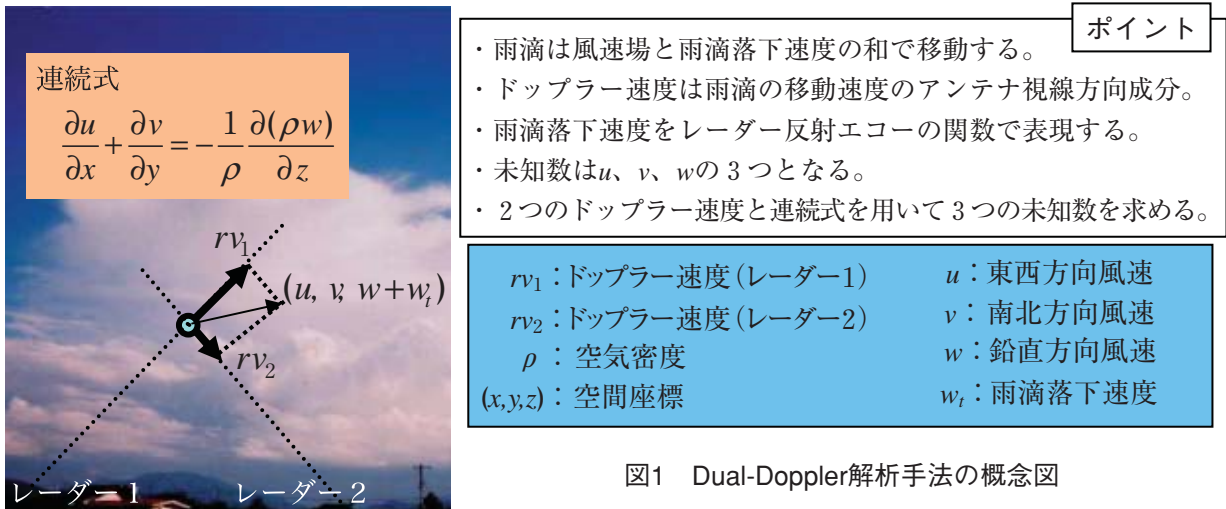 連続式
∂u/∂x + ∂v/∂y = − 1/ρ ∂(ρw)/∂z
rv₁
(u, v, w+wₜ)
rv₂
レーダー1
レーダー2
ポイント
・雨滴は風速場と雨滴落下速度の和で移動する。
・ドップラー速度は雨滴の移動速度のアンテナ視線方向成分。
・雨滴落下速度をレーダー反射エコーの関数で表現する。
・未知数はu、v、wの3つとなる。
・2つのドップラー速度と連続式を用いて3つの未知数を求める。
rv₁：ドップラー速度（レーダー1）
rv₂：ドップラー速度（レーダー2）
ρ：空気密度
(x,y,z)：空間座標
u：東西方向風速
v：南北方向風速
w：鉛直方向風速
wₜ：雨滴落下速度
図1 Dual-Doppler解析手法の概念図